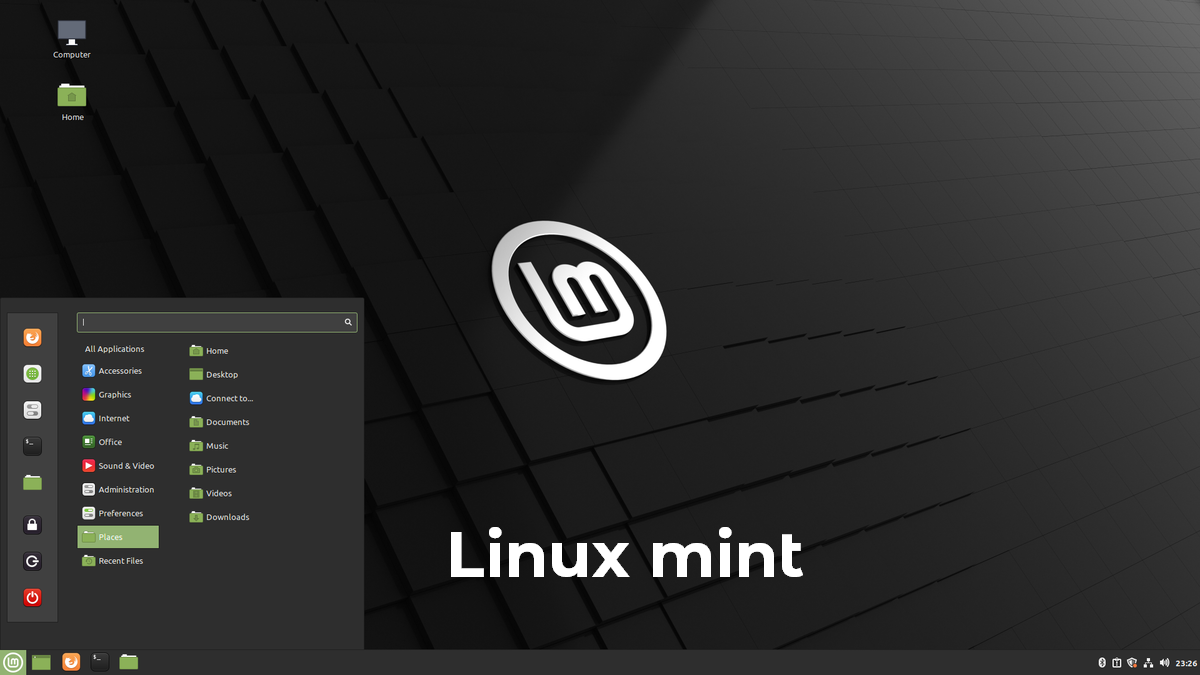 Computer
Home
All Applications
Accessories
Graphics
Internet
Office
Sound & Video
Administration
Preferences
Places
Recent Files
Home
Desktop
Connect to...
Documents
Music
Pictures
Videos
Downloads
Linux mint
23:26